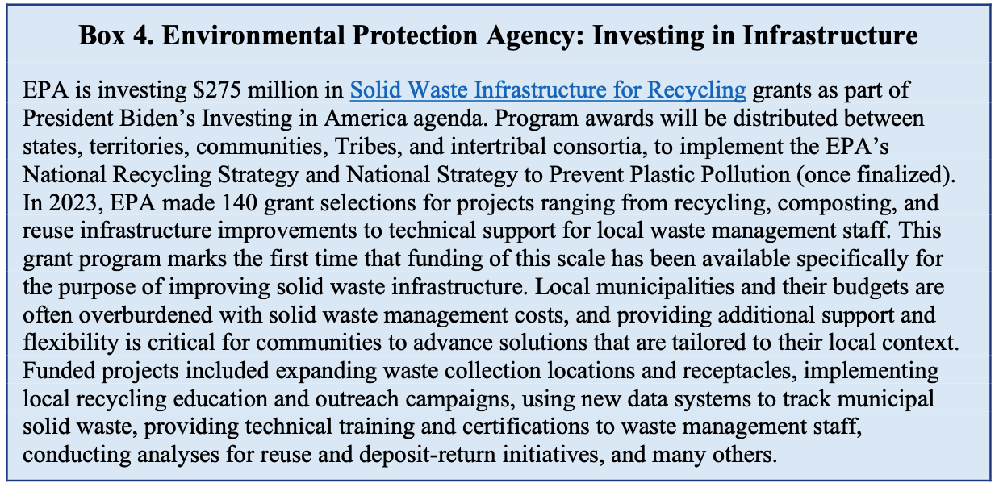 Box 4. Environmental Protection Agency: Investing in Infrastructure
EPA is investing $275 million in Solid Waste Infrastructure for Recycling grants as part of
President Biden’s Investing in America agenda. Program awards will be distributed between
states, territories, communities, Tribes, and intertribal consortia, to implement the EPA’s
National Recycling Strategy and National Strategy to Prevent Plastic Pollution (once finalized).
In 2023, EPA made 140 grant selections for projects ranging from recycling, composting, and
reuse infrastructure improvements to technical support for local waste management staff. This
grant program marks the first time that funding of this scale has been available specifically for
the purpose of improving solid waste infrastructure. Local municipalities and their budgets are
often overburdened with solid waste management costs, and providing additional support and
flexibility is critical for communities to advance solutions that are tailored to their local context.
Funded projects included expanding waste collection locations and receptacles, implementing
local recycling education and outreach campaigns, using new data systems to track municipal
solid waste, providing technical training and certifications to waste management staff,
conducting analyses for reuse and deposit-return initiatives, and many others.